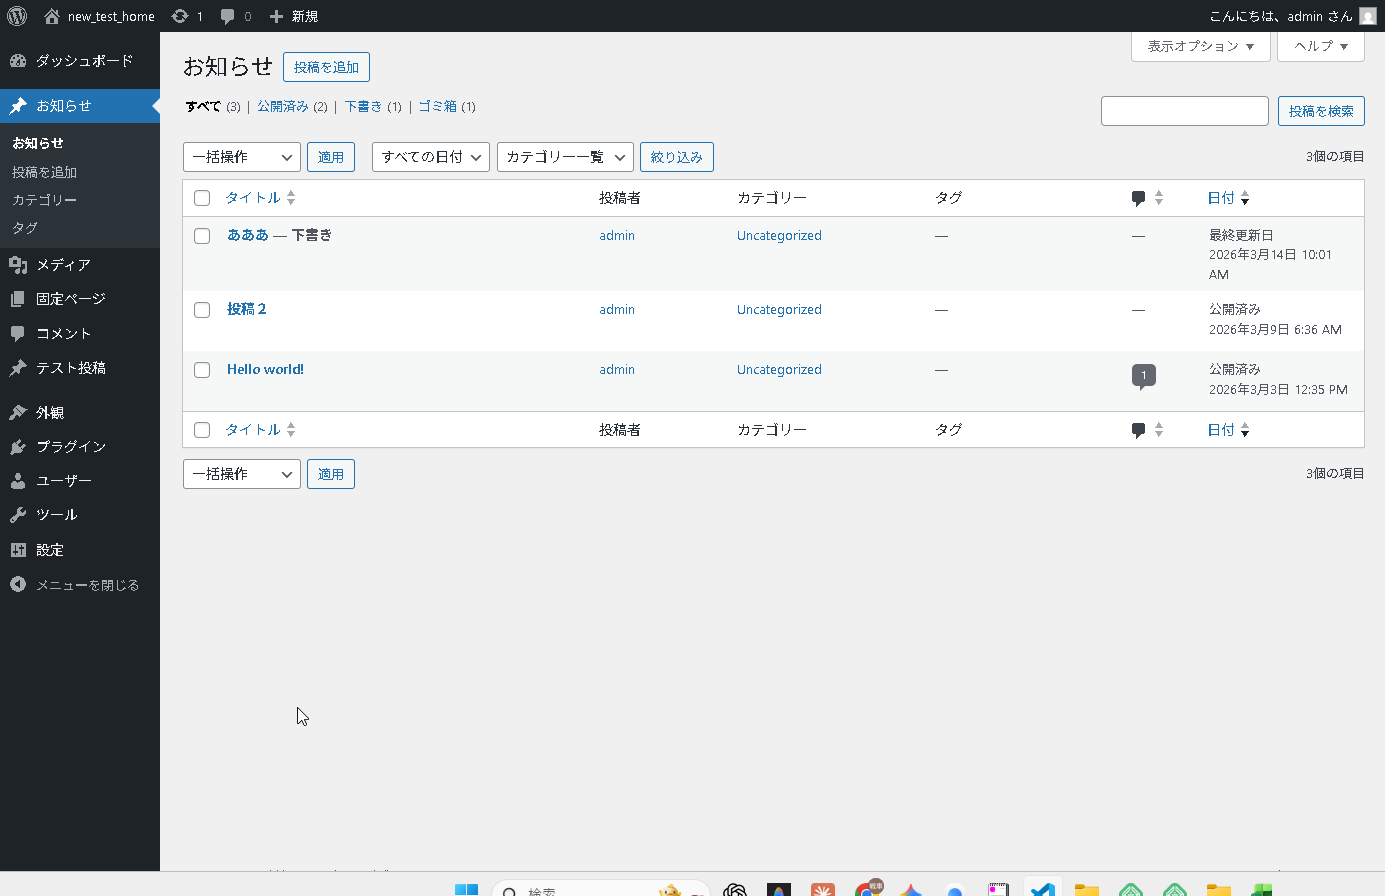 new_test_home 1 0 新規
こんにちは、admin さん
ダッシュボード
お知らせ
お知らせ
投稿を追加
カテゴリー
タグ
メディア
固定ページ
コメント
テスト投稿
外観
プラグイン
ユーザー
ツール
設定
メニューを閉じる
表示オプション ▼ ヘルプ ▼
お知らせ 投稿を追加
すべて (3) | 公開済み (2) | 下書き (1) | ゴミ箱 (1)
投稿を検索
一括操作 適用 すべての日付 カテゴリー一覧 絞り込み
3個の項目
タイトル 投稿者 カテゴリー タグ 日付
あああ — 下書き admin Uncategorized — — 最終更新日
2026年3月14日 10:01
AM
投稿２ admin Uncategorized — — 公開済み
2026年3月9日 6:36 AM
Hello world! admin Uncategorized — 1 公開済み
2026年3月3日 12:35 PM
タイトル 投稿者 カテゴリー タグ 日付
一括操作 適用
3個の項目
検索